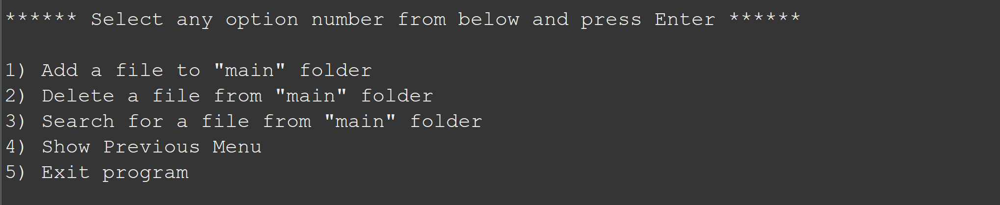 ****** Select any option number from below and press Enter ******
1) Add a file to "main" folder
2) Delete a file from "main" folder
3) Search for a file from "main" folder
4) Show Previous Menu
5) Exit program